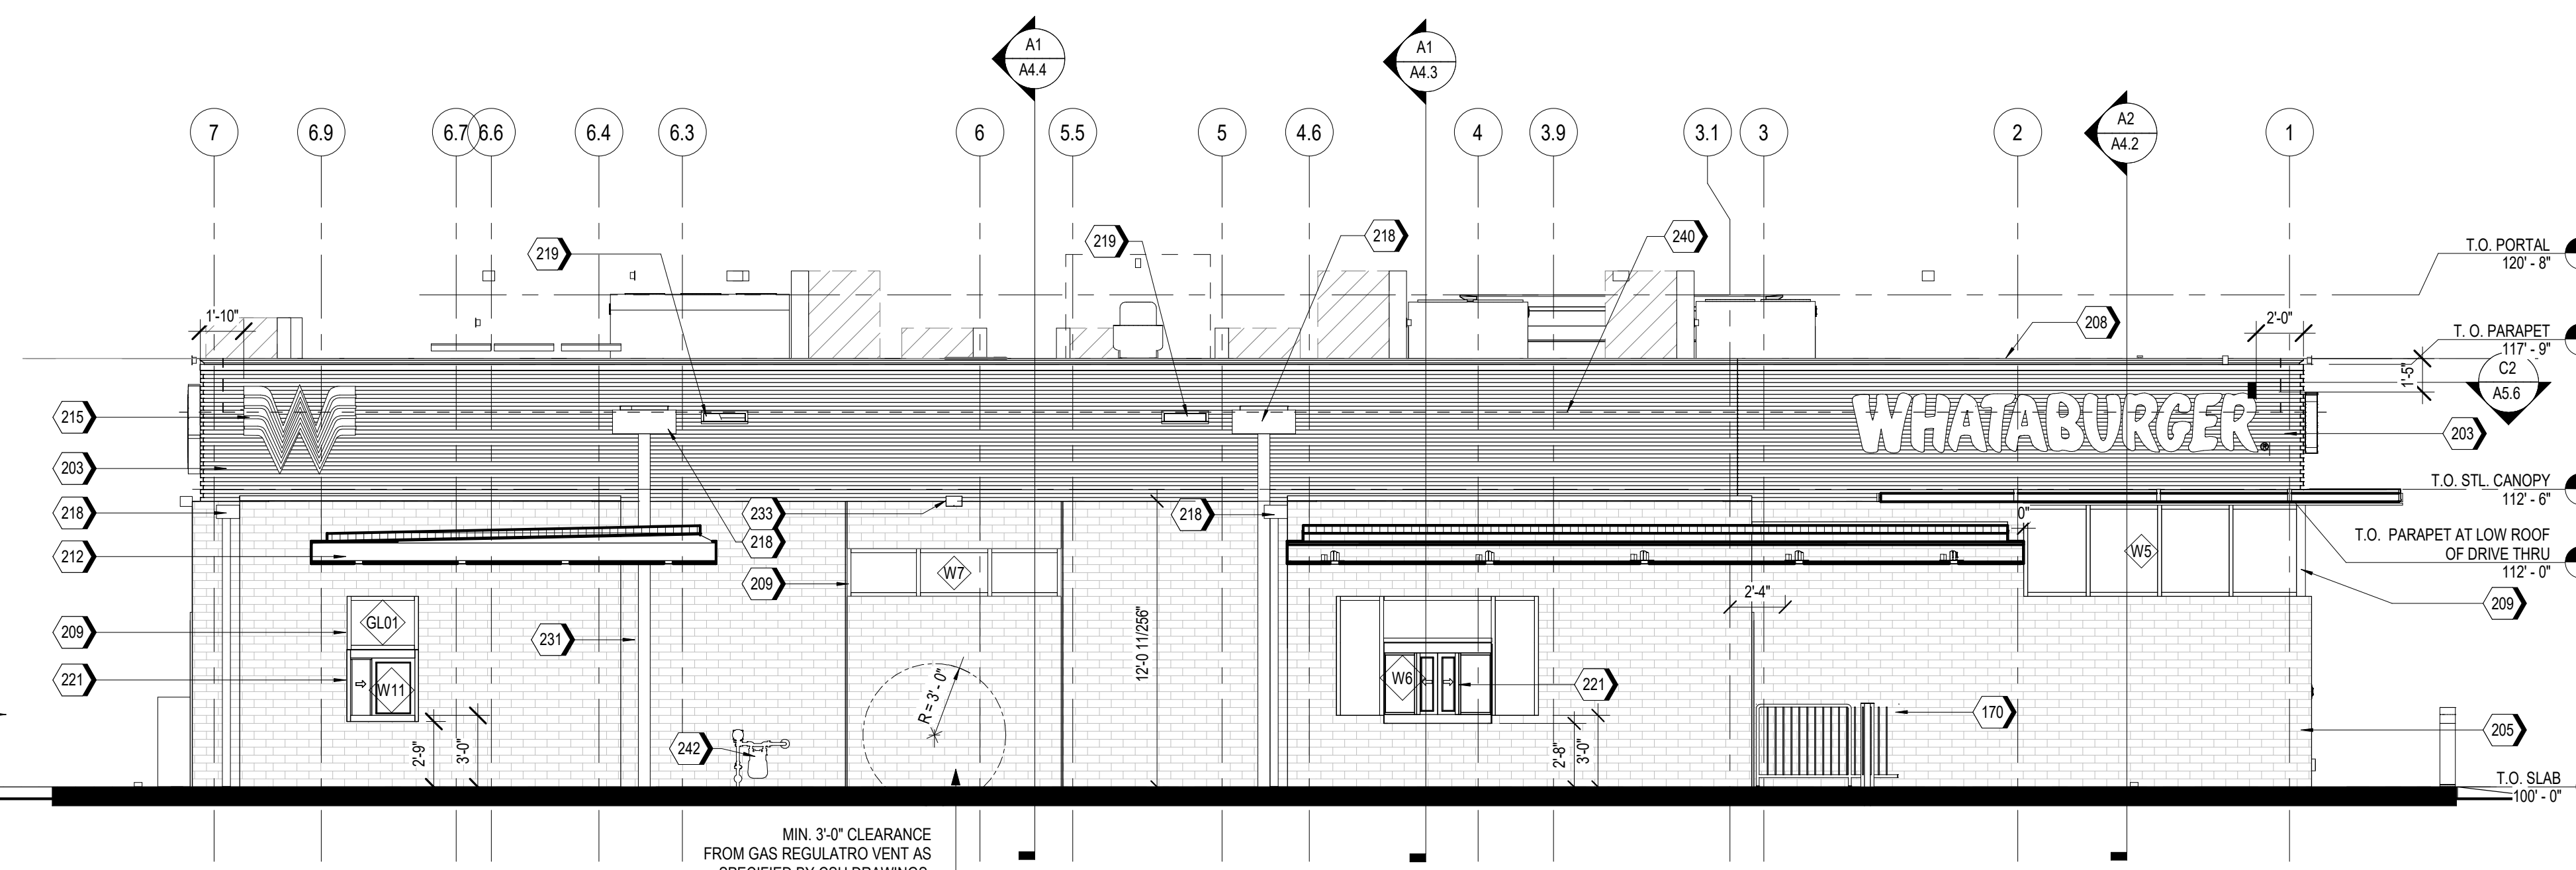 A1
A4.4
A1
A4.3
A2
A4.2
7
6.9
6.7
6.6
6.4
6.3
6
5.5
5
4.6
4
3.9
3.1
3
2
1
219
219
218
240
T.O. PORTAL
120' - 8"
1'-10"
208
2'-0"
T. O. PARAPET
117' - 9"
1'-5"
C2
A5.6
215
W
WHATABURGER®
203
203
T.O. STL. CANOPY
112' - 6"
218
233
218
218
0"
212
T.O. PARAPET AT LOW ROOF
OF DRIVE THRU
112' - 0"
W5
W7
209
2'-4"
209
GL01
209
231
12'-0 11/256"
221
W11
W6
221
R = 3' - 0"
170
205
242
2'-9"
3'-0"
2'-8"
3'-0"
T.O. SLAB
100' - 0"
MIN. 3'-0" CLEARANCE
FROM GAS REGULATRO VENT AS